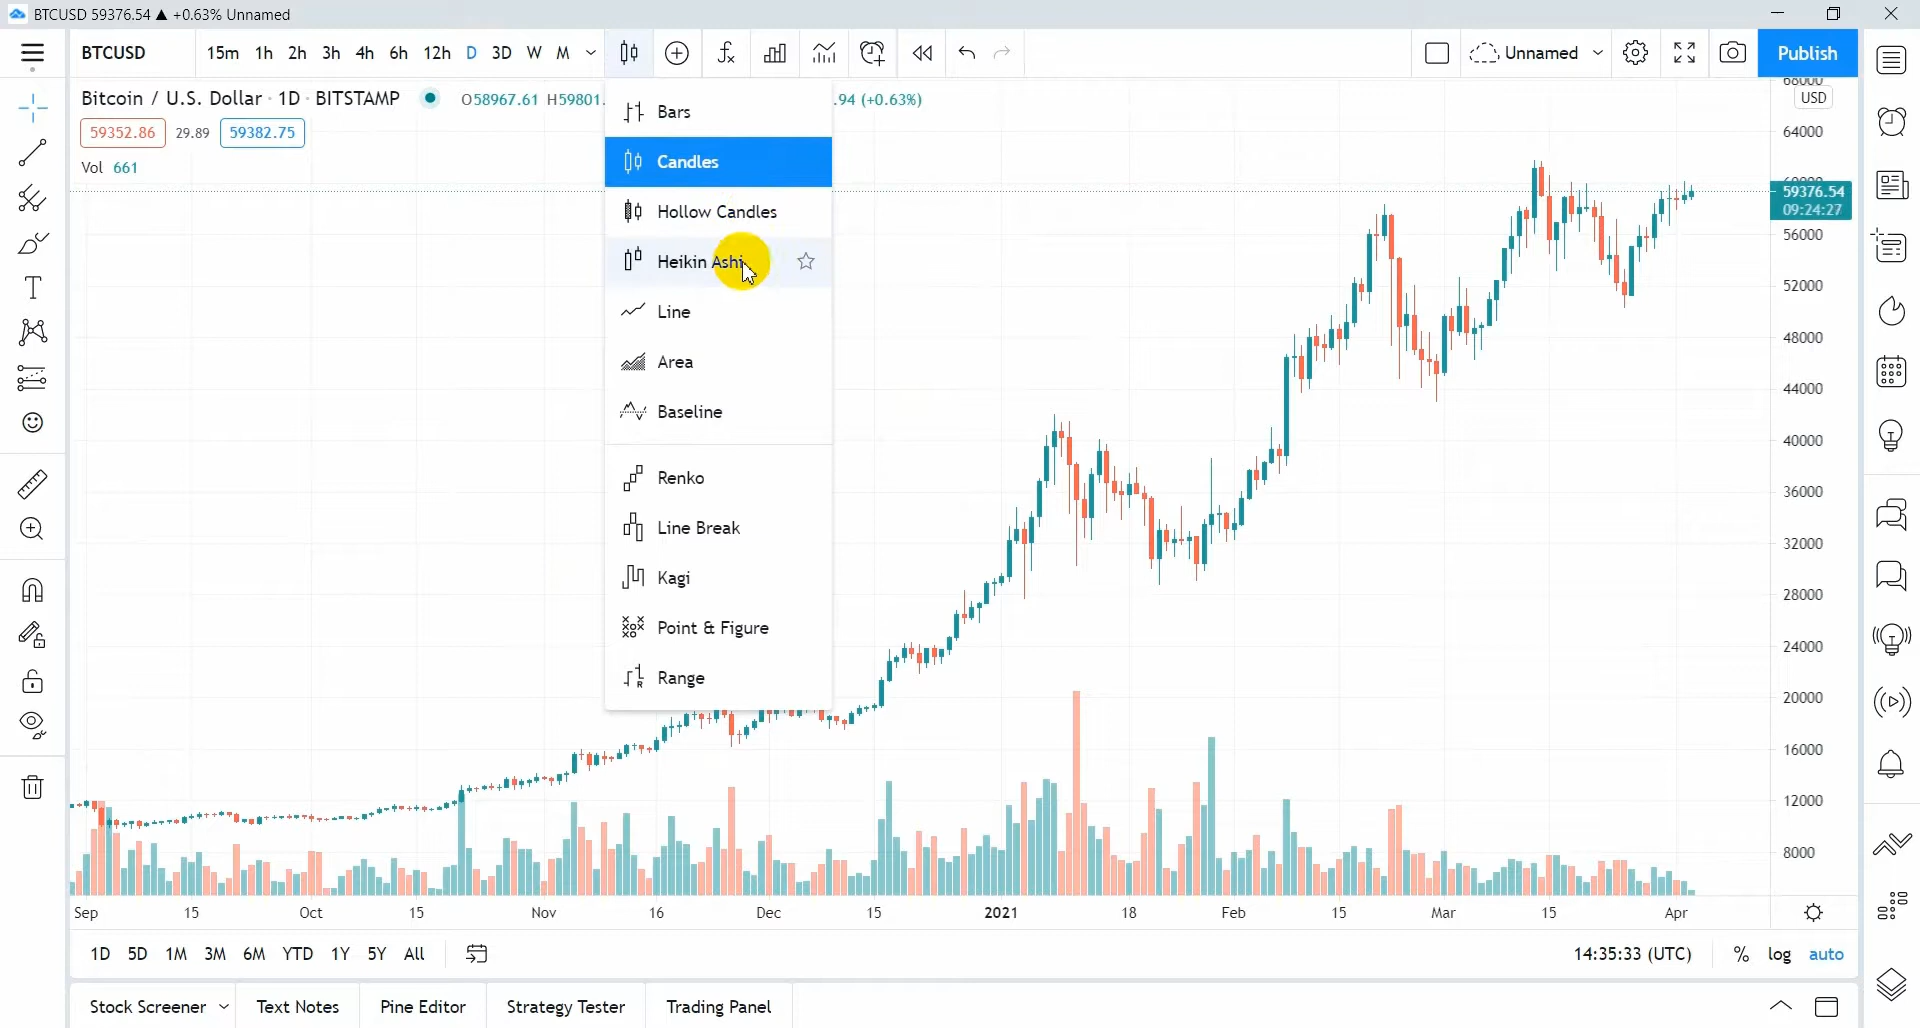 BTCUSD 59376.54 ▲ +0.63% Unnamed
BTCUSD 15m 1h 2h 3h 4h 6h 12h D 3D W M Unnamed Publish
Bitcoin / U.S. Dollar · 1D · BITSTAMP O58967.61 H59801. .94 (+0.63%)
59352.86 29.89 59382.75
Vol 661
Bars
Candles
Hollow Candles
Heikin Ashi
Line
Area
Baseline
Renko
Line Break
Kagi
Point & Figure
Range
68000
USD
64000
60000
59376.54
09:24:27
56000
52000
48000
44000
40000
36000
32000
28000
24000
20000
16000
12000
8000
Sep 15 Oct 15 Nov 16 Dec 15 2021 18 Feb 15 Mar 15 Apr
1D 5D 1M 3M 6M YTD 1Y 5Y All 14:35:33 (UTC) % log auto
Stock Screener Text Notes Pine Editor Strategy Tester Trading Panel